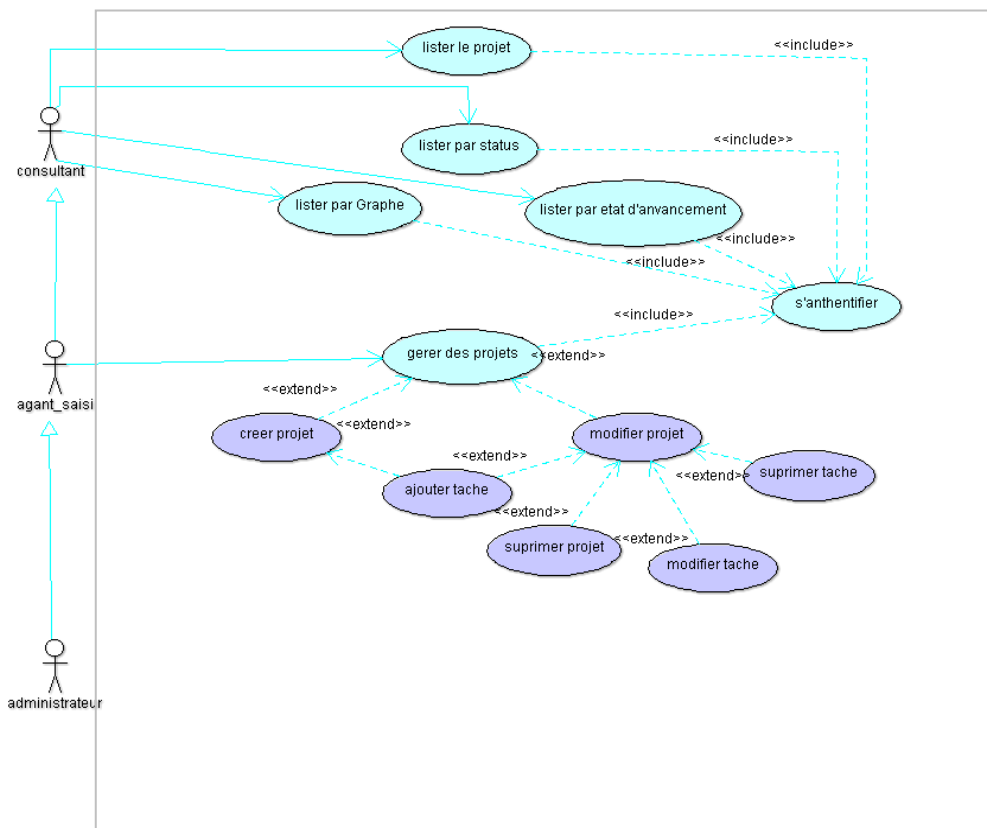 lister le projet
<<include>>
lister par status
<<include>>
consultant
lister par Graphe
lister par etat d'anvancement
<<include>>
<<include>>
s'anthentifier
<<include>>
gerer des projets
<<extend>>
agant_saisi
<<extend>>
<<extend>>
creer projet
modifier projet
<<extend>>
suprimer tache
<<extend>>
ajouter tache
<<extend>>
<<extend>>
suprimer projet
modifier tache
administrateur